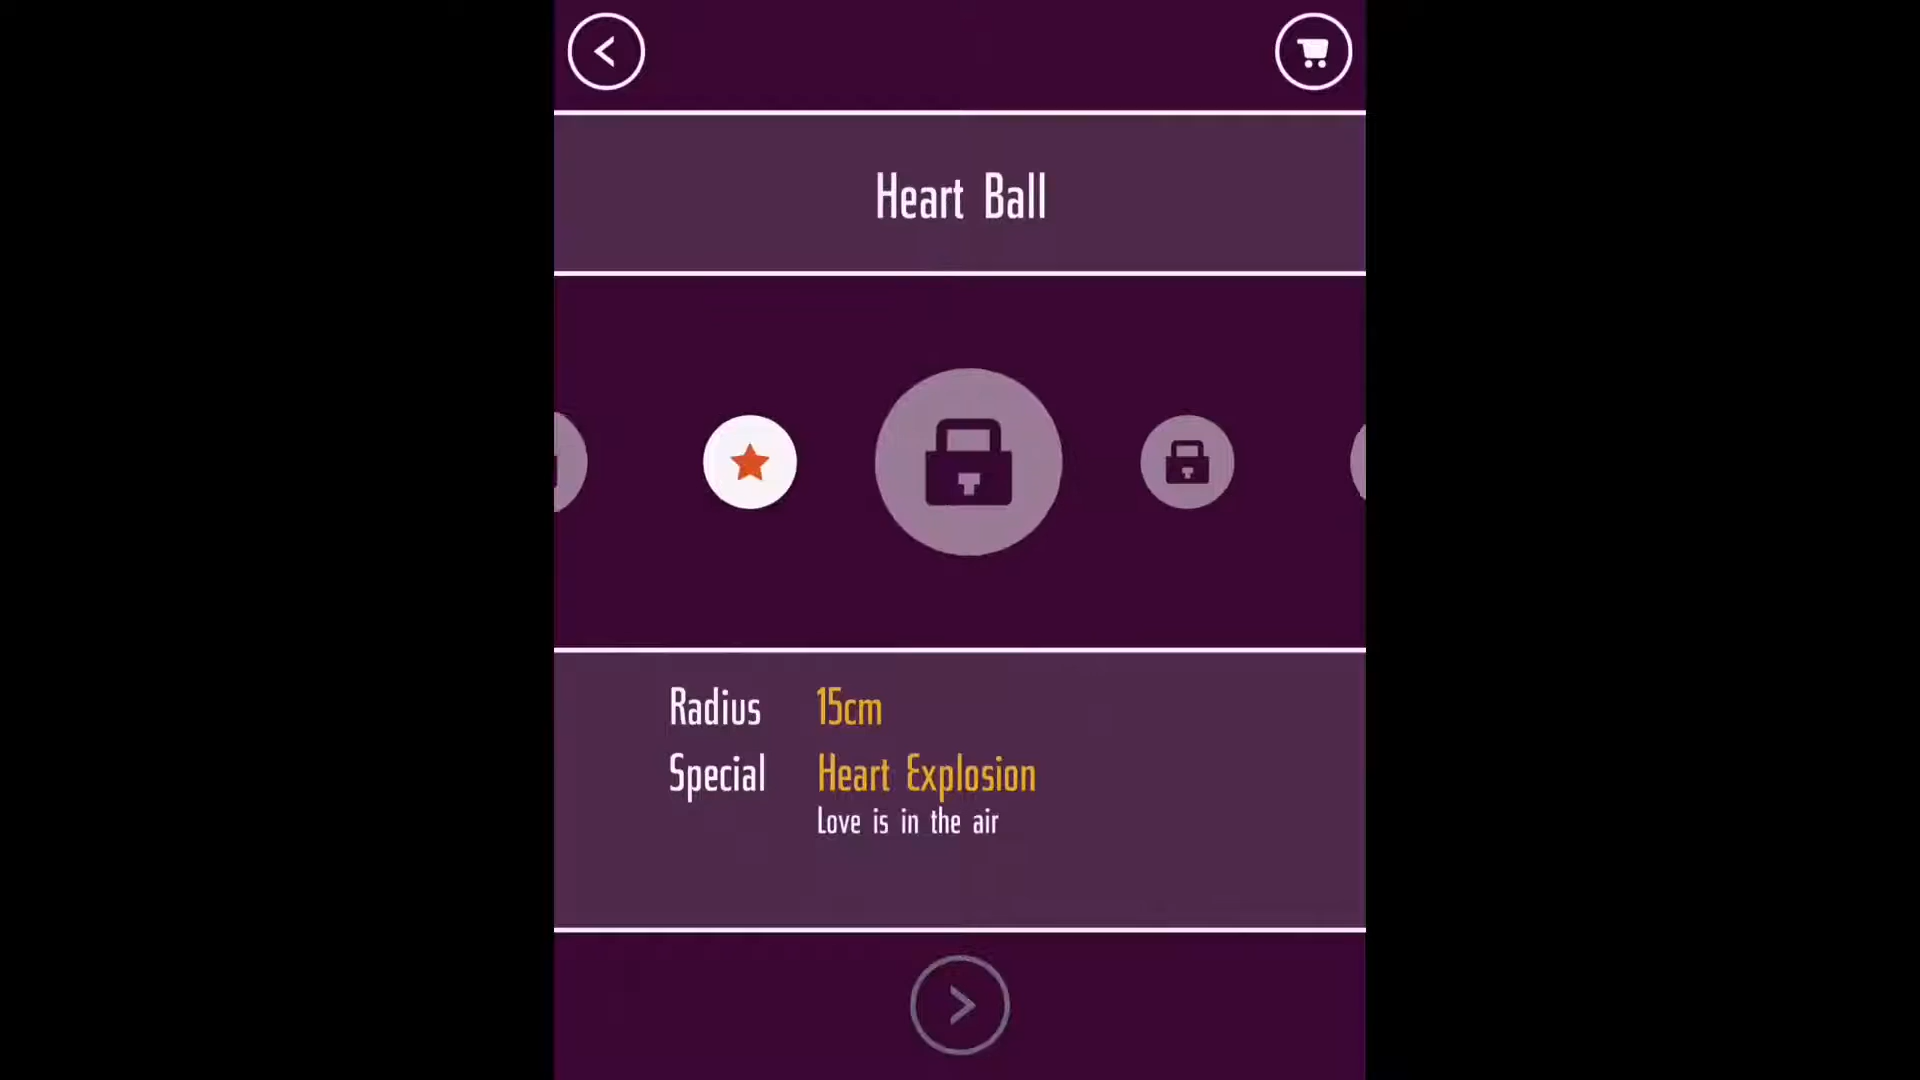 Heart Ball
Radius 15cm
Special Heart Explosion
Love is in the air